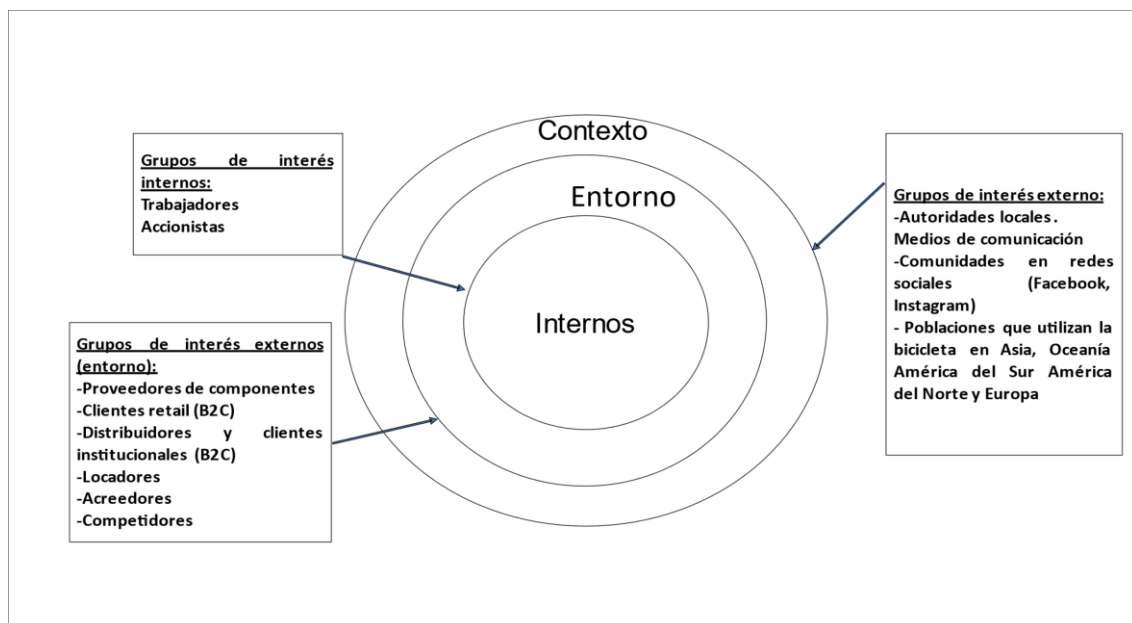 Contexto
Entorno
Internos
Grupos de interés
internos:
Trabajadores
Accionistas
Grupos de interés externos
(entorno):
-Proveedores de componentes
-Clientes retail (B2C)
-Distribuidores y clientes
institucionales (B2C)
-Locadores
-Acreedores
-Competidores
Grupos de interés externo:
-Autoridades locales.
Medios de comunicación
-Comunidades en redes
sociales (Facebook,
Instagram)
- Poblaciones que utilizan la
bicicleta en Asia, Oceanía
América del Sur América
del Norte y Europa